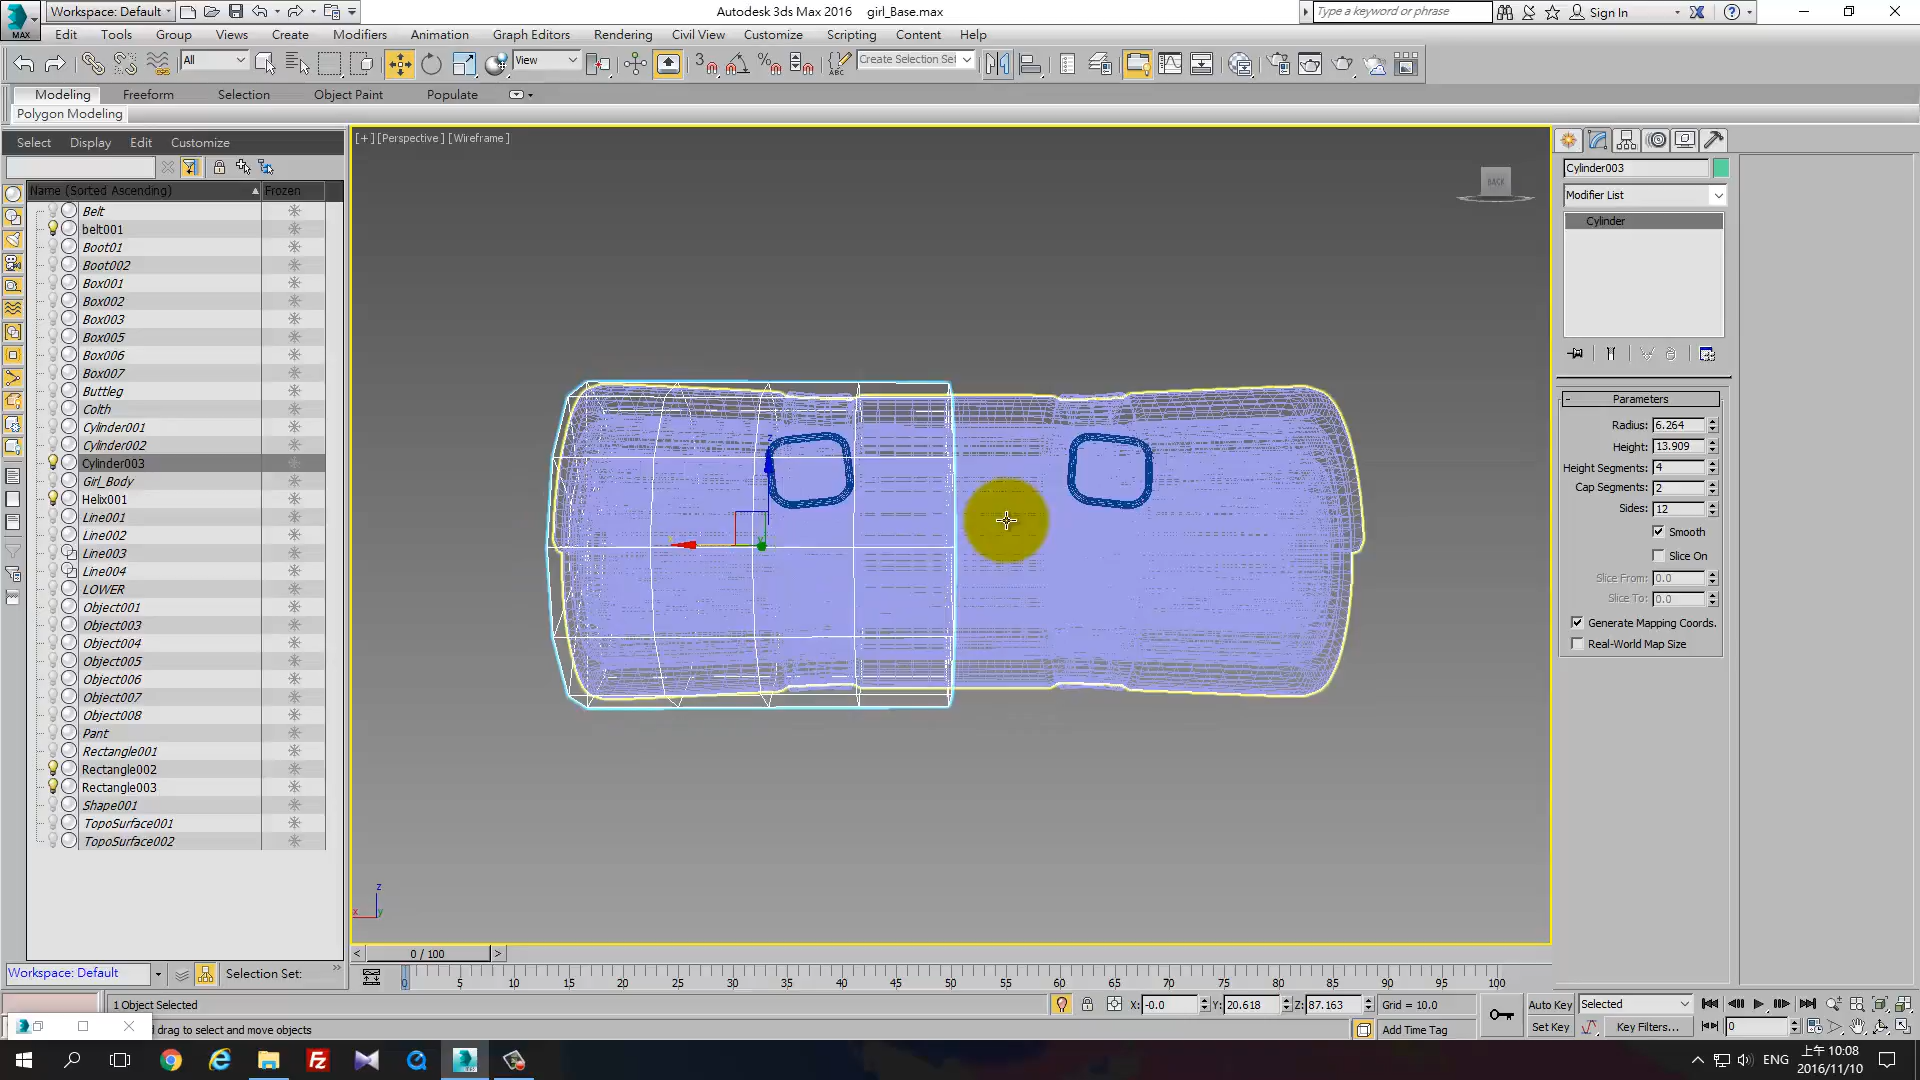 Workspace: Default
Autodesk 3ds Max 2016    girl_Base.max
Type a keyword or phrase
Sign In
MAX
Edit Tools Group Views Create Modifiers Animation Graph Editors Rendering Civil View Customize Scripting Content Help
All
View
3
ABC
Create Selection Set
Modeling Freeform Selection Object Paint Populate
Polygon Modeling
Select Display Edit Customize
Name (Sorted Ascending) Frozen
Belt
belt001
Boot01
Boot002
Box001
Box002
Box003
Box005
Box006
Box007
Buttleg
Colth
Cylinder001
Cylinder002
Cylinder003
Girl_Body
Helix001
Line001
Line002
Line003
Line004
LOWER
Object001
Object003
Object004
Object005
Object006
Object007
Object008
Pant
Rectangle001
Rectangle002
Rectangle003
Shape001
TopoSurface001
TopoSurface002
[+] [Perspective] [Wireframe]
BACK
z
x y
z
x
y
Cylinder003
Modifier List
Cylinder
- Parameters
Radius: 6.264
Height: 13.909
Height Segments: 4
Cap Segments: 2
Sides: 12
Smooth
Slice On
Slice From: 0.0
Slice To: 0.0
Generate Mapping Coords.
Real-World Map Size
< 0 / 100 >
Workspace: Default
Selection Set:
0 5 10 15 20 25 30 35 40 45 50 55 60 65 70 75 80 85 90 95 100
1 Object Selected
X: -0.0 Y: 20.618 Z: 87.163 Grid = 10.0
Auto Key Selected
drag to select and move objects
Add Time Tag
Set Key Key Filters...
0
ENG
上午 10:08
2016/11/10